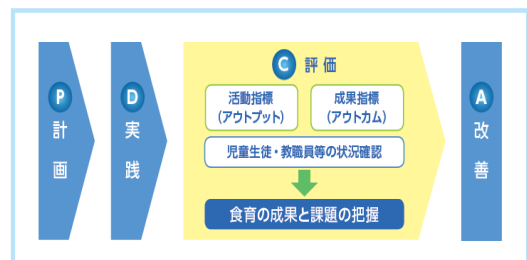 P
計画
D
実践
C 評価
活動指標
(アウトプット)
成果指標
(アウトカム)
児童生徒・教職員等の状況確認
食育の成果と課題の把握
A
改善